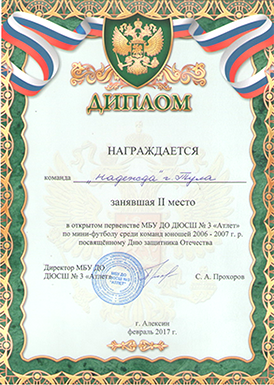 ДИПЛОМ
НАГРАЖДАЕТСЯ
команда „Надежда" г Тула
занявшая II место
в открытом первенстве МБУ ДО ДЮСШ № 3 «Атлет»
по мини-футболу среди команд юношей 2006 - 2007 г. р.
посвящённому Дню защитника Отечества
Директор МБУ ДО
ДЮСШ № 3 «Атлет» С. А. Прохоров
г. Алексин
февраль 2017 г.